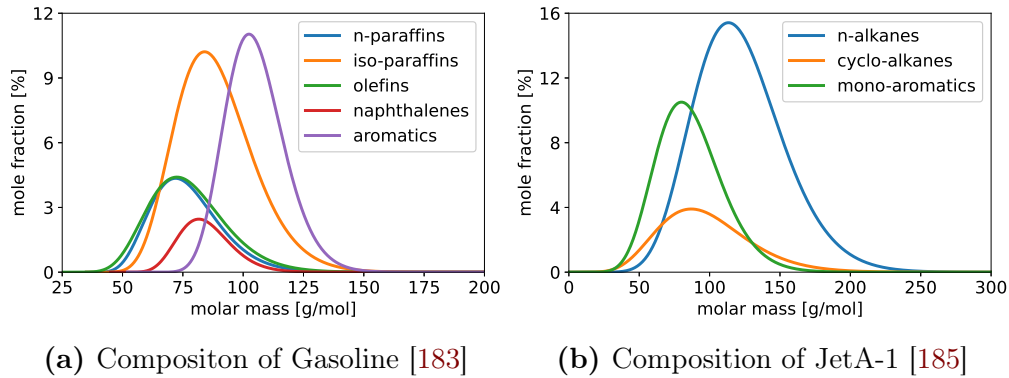 mole fraction [%]
12
9
6
3
0
25
50
75
100
125
150
175
200
molar mass [g/mol]
n-paraffins
iso-paraffins
olefins
naphthalenes
aromatics
(a) Compositon of Gasoline [183]
mole fraction [%]
16
12
8
4
0
0
50
100
150
200
250
300
molar mass [g/mol]
n-alkanes
cyclo-alkanes
mono-aromatics
(b) Composition of JetA-1 [185]